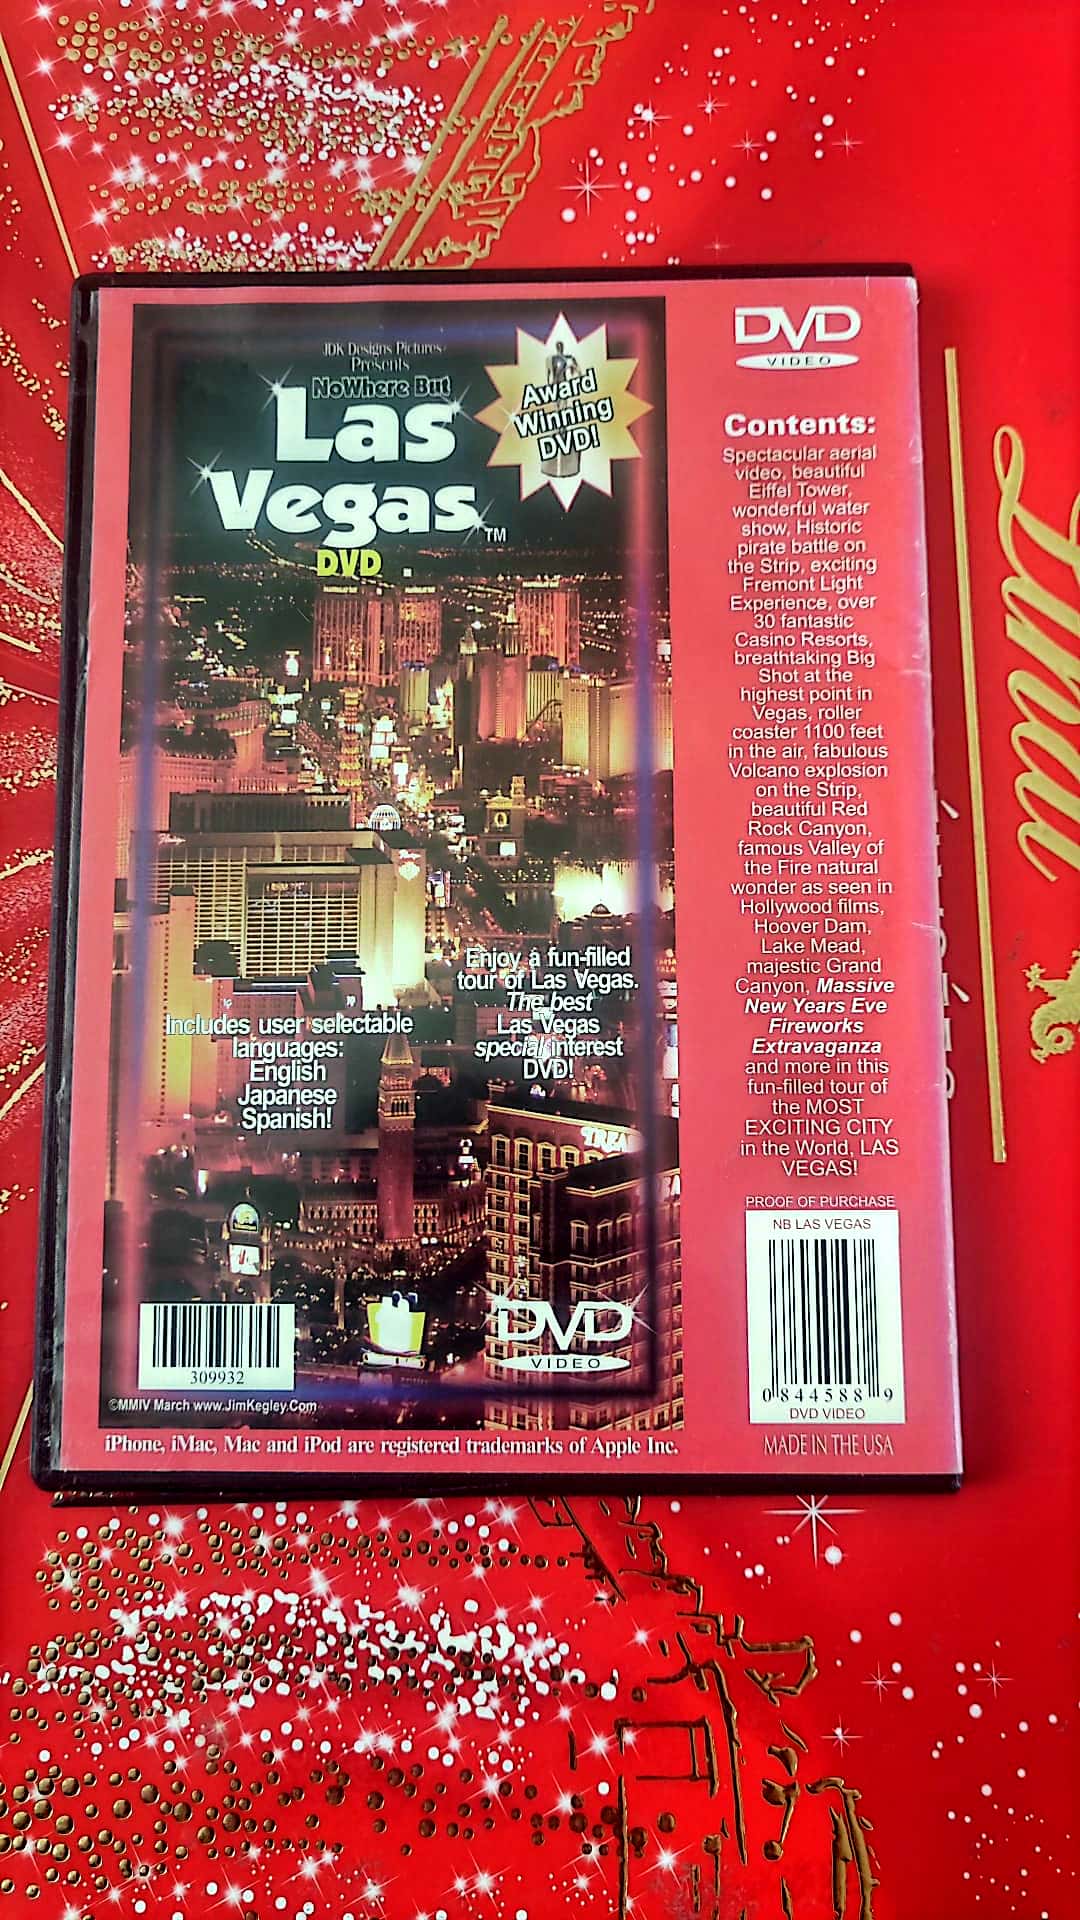 JDK Designs Pictures
Presents
NoWhere But
Las
Vegas™
DVD
Award
Winning
DVD!
Enjoy a fun-filled
tour of Las Vegas.
The best
Las Vegas
special interest
DVD!
Includes user selectable
languages:
English
Japanese
Spanish!
TREA
DVD
VIDEO
309932
©MMIV March www.JimKegley.Com
iPhone, iMac, Mac and iPod are registered trademarks of Apple Inc.
DVD
VIDEO
Contents:
Spectacular aerial
video, beautiful
Eiffel Tower,
wonderful water
show, Historic
pirate battle on
the Strip, exciting
Fremont Light
Experience, over
30 fantastic
Casino Resorts,
breathtaking Big
Shot at the
highest point in
Vegas, roller
coaster 1100 feet
in the air, fabulous
Volcano explosion
on the Strip,
beautiful Red
Rock Canyon,
famous Valley of
the Fire natural
wonder as seen in
Hollywood films,
Hoover Dam,
Lake Mead,
majestic Grand
Canyon, Massive
New Years Eve
Fireworks
Extravaganza
and more in this
fun-filled tour of
the MOST
EXCITING CITY
in the World, LAS
VEGAS!
PROOF OF PURCHASE
NB LAS VEGAS
0 844588 9
DVD VIDEO
MADE IN THE USA
Lindt